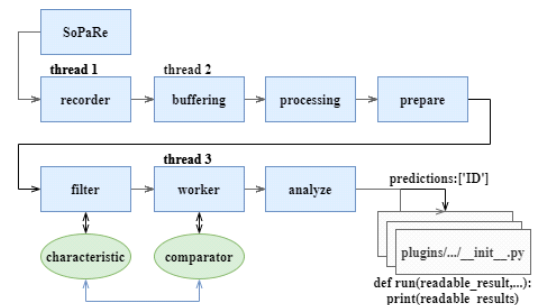 SoPaRe
thread 1
thread 2
recorder
buffering
processing
prepare
thread 3
filter
worker
analyze
predictions:['ID']
characteristic
comparator
plugins/.../__init__.py
def run(readable_result,...):
print(readable_results)